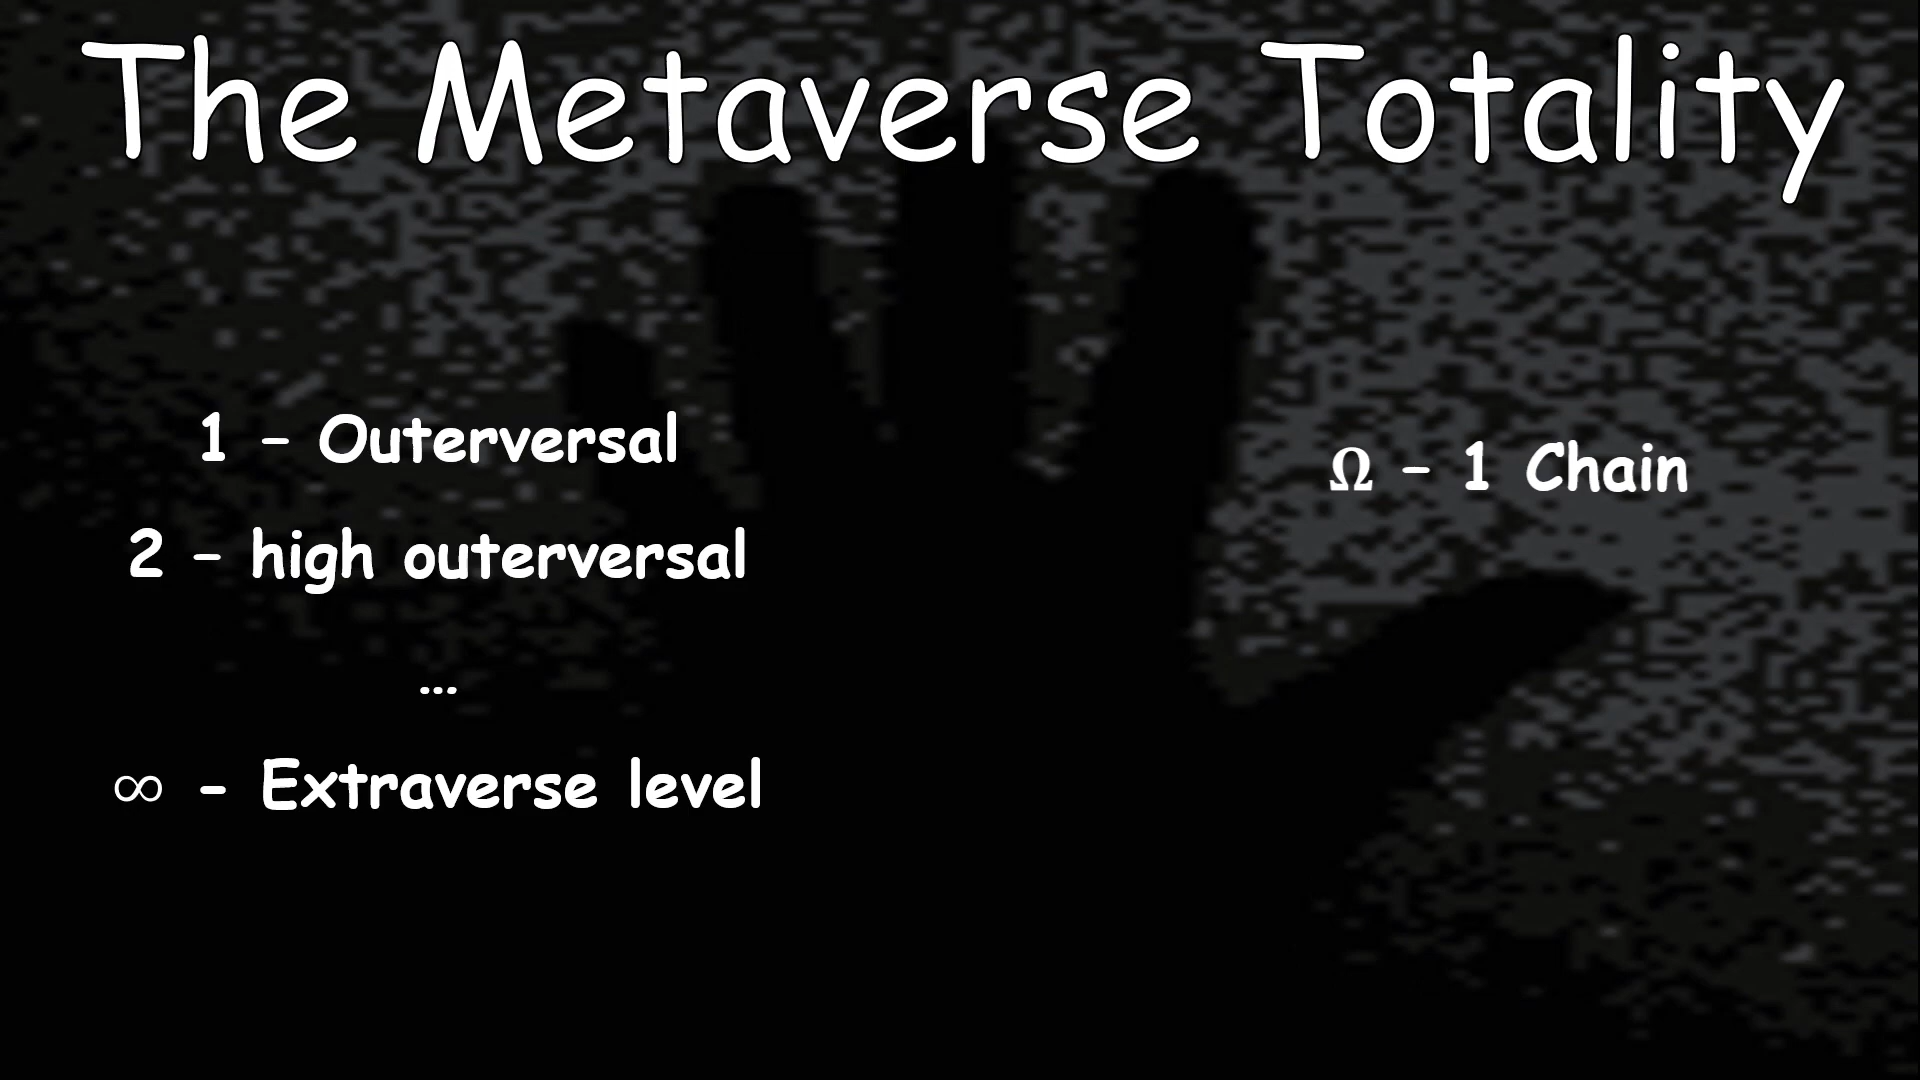 The Metaverse Totality
1 - Outerversal
2 - high outerversal
...
∞ - Extraverse level
Ω - 1 Chain